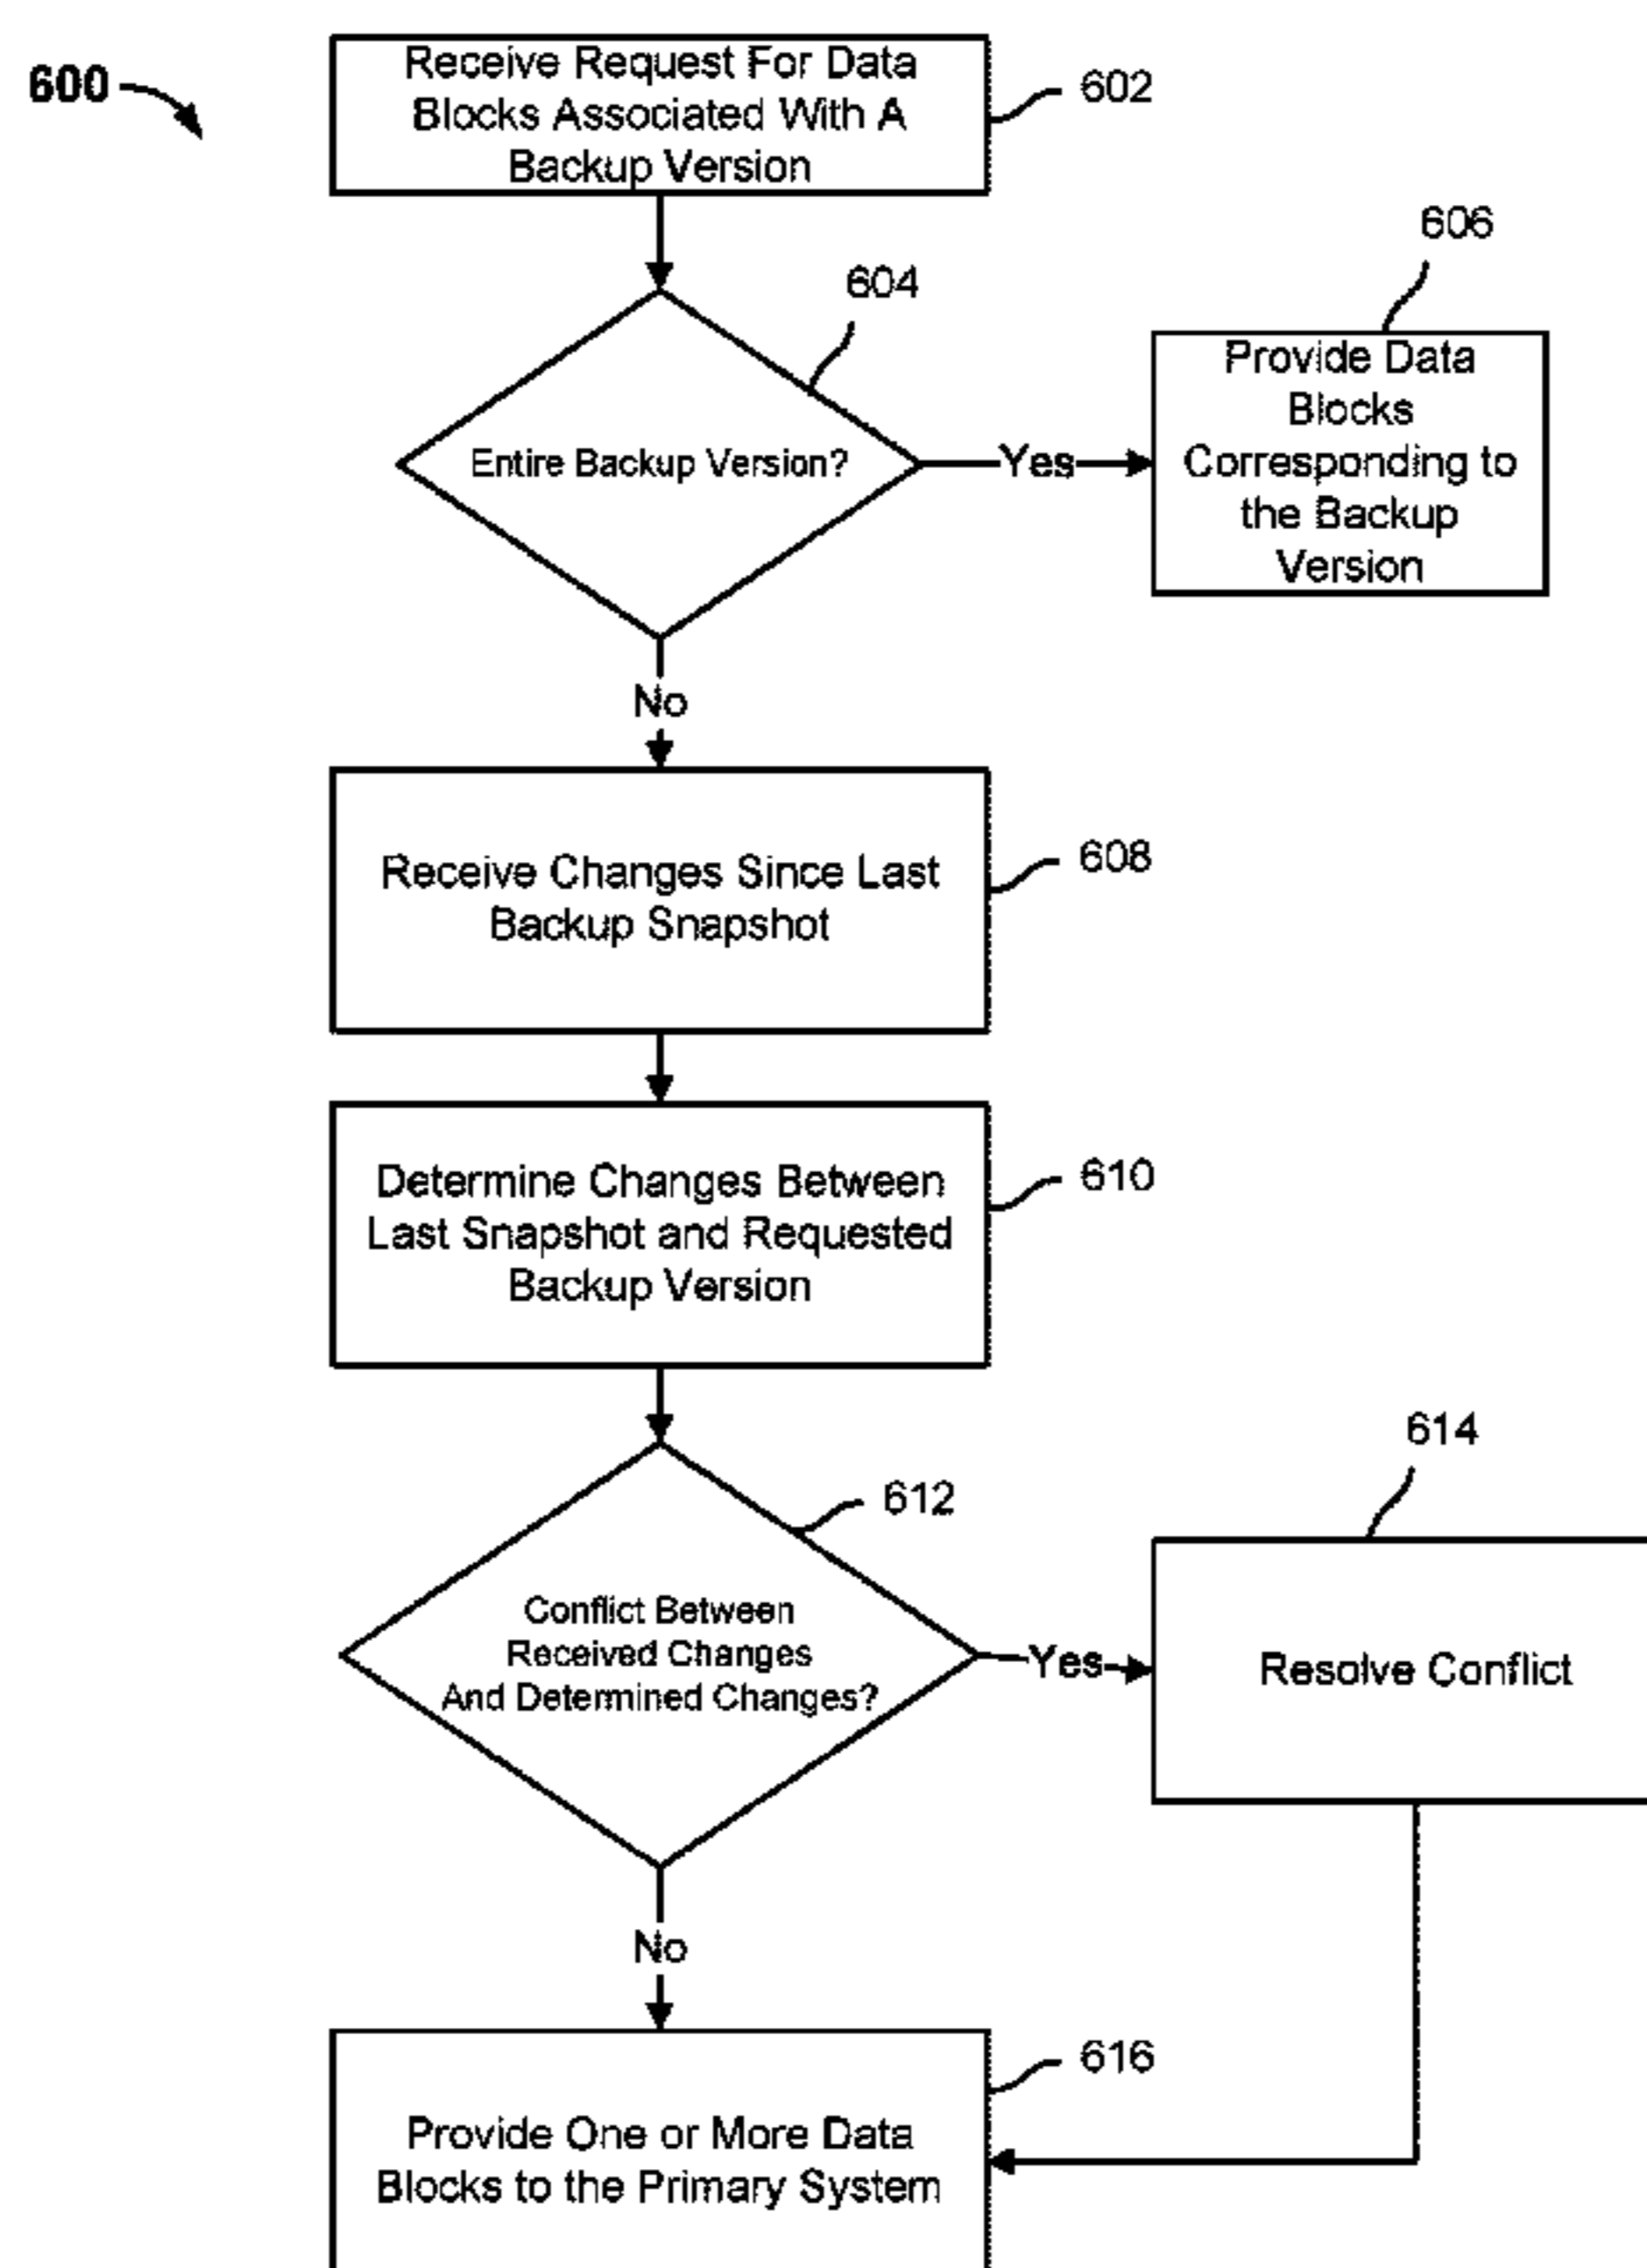 600
Receive Request For Data
Blocks Associated With A
Backup Version
602
604
Entire Backup Version?
Yes
606
Provide Data
Blocks
Corresponding to
the Backup
Version
No
Receive Changes Since Last
Backup Snapshot
608
Determine Changes Between
Last Snapshot and Requested
Backup Version
610
612
Conflict Between
Received Changes
And Determined Changes?
Yes
614
Resolve Conflict
No
616
Provide One or More Data
Blocks to the Primary System